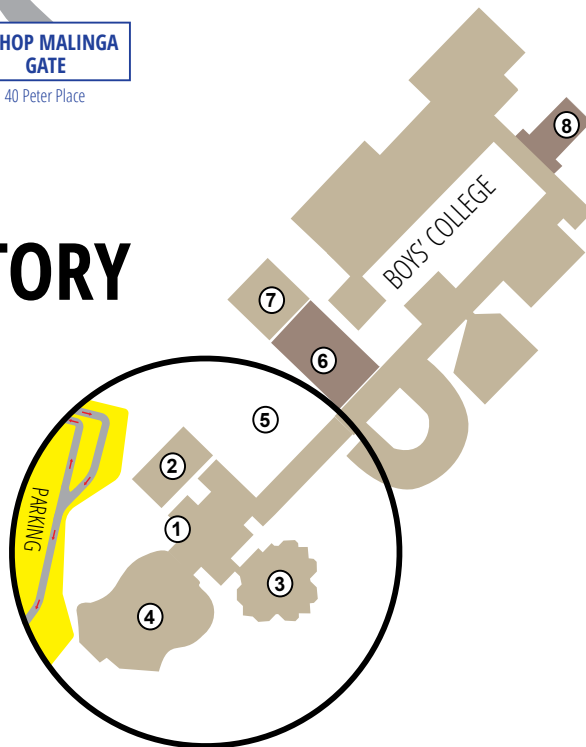 HOP MALINGA
GATE
40 Peter Place
TORY
BOYS' COLLEGE
8
7
6
5
2
1
3
4
PARKING